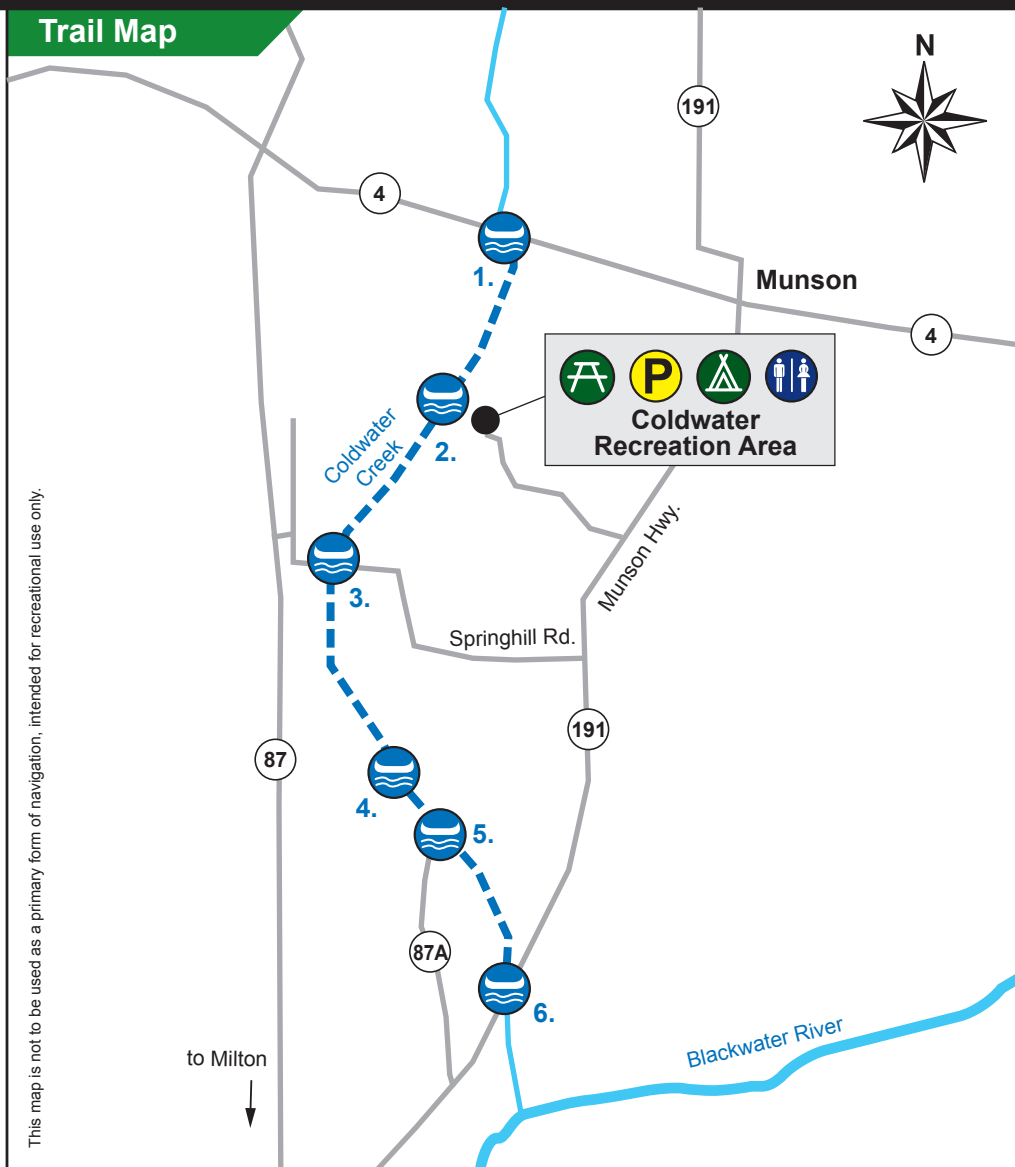 Trail Map
N
191
4
1.
Munson
4
P
Coldwater
Recreation Area
Coldwater
Creek
2.
3.
Munson Hwy.
Springhill Rd.
191
87
4.
5.
87A
6.
Blackwater River
to Milton
This map is not to be used as a primary form of navigation, intended for recreational use only.